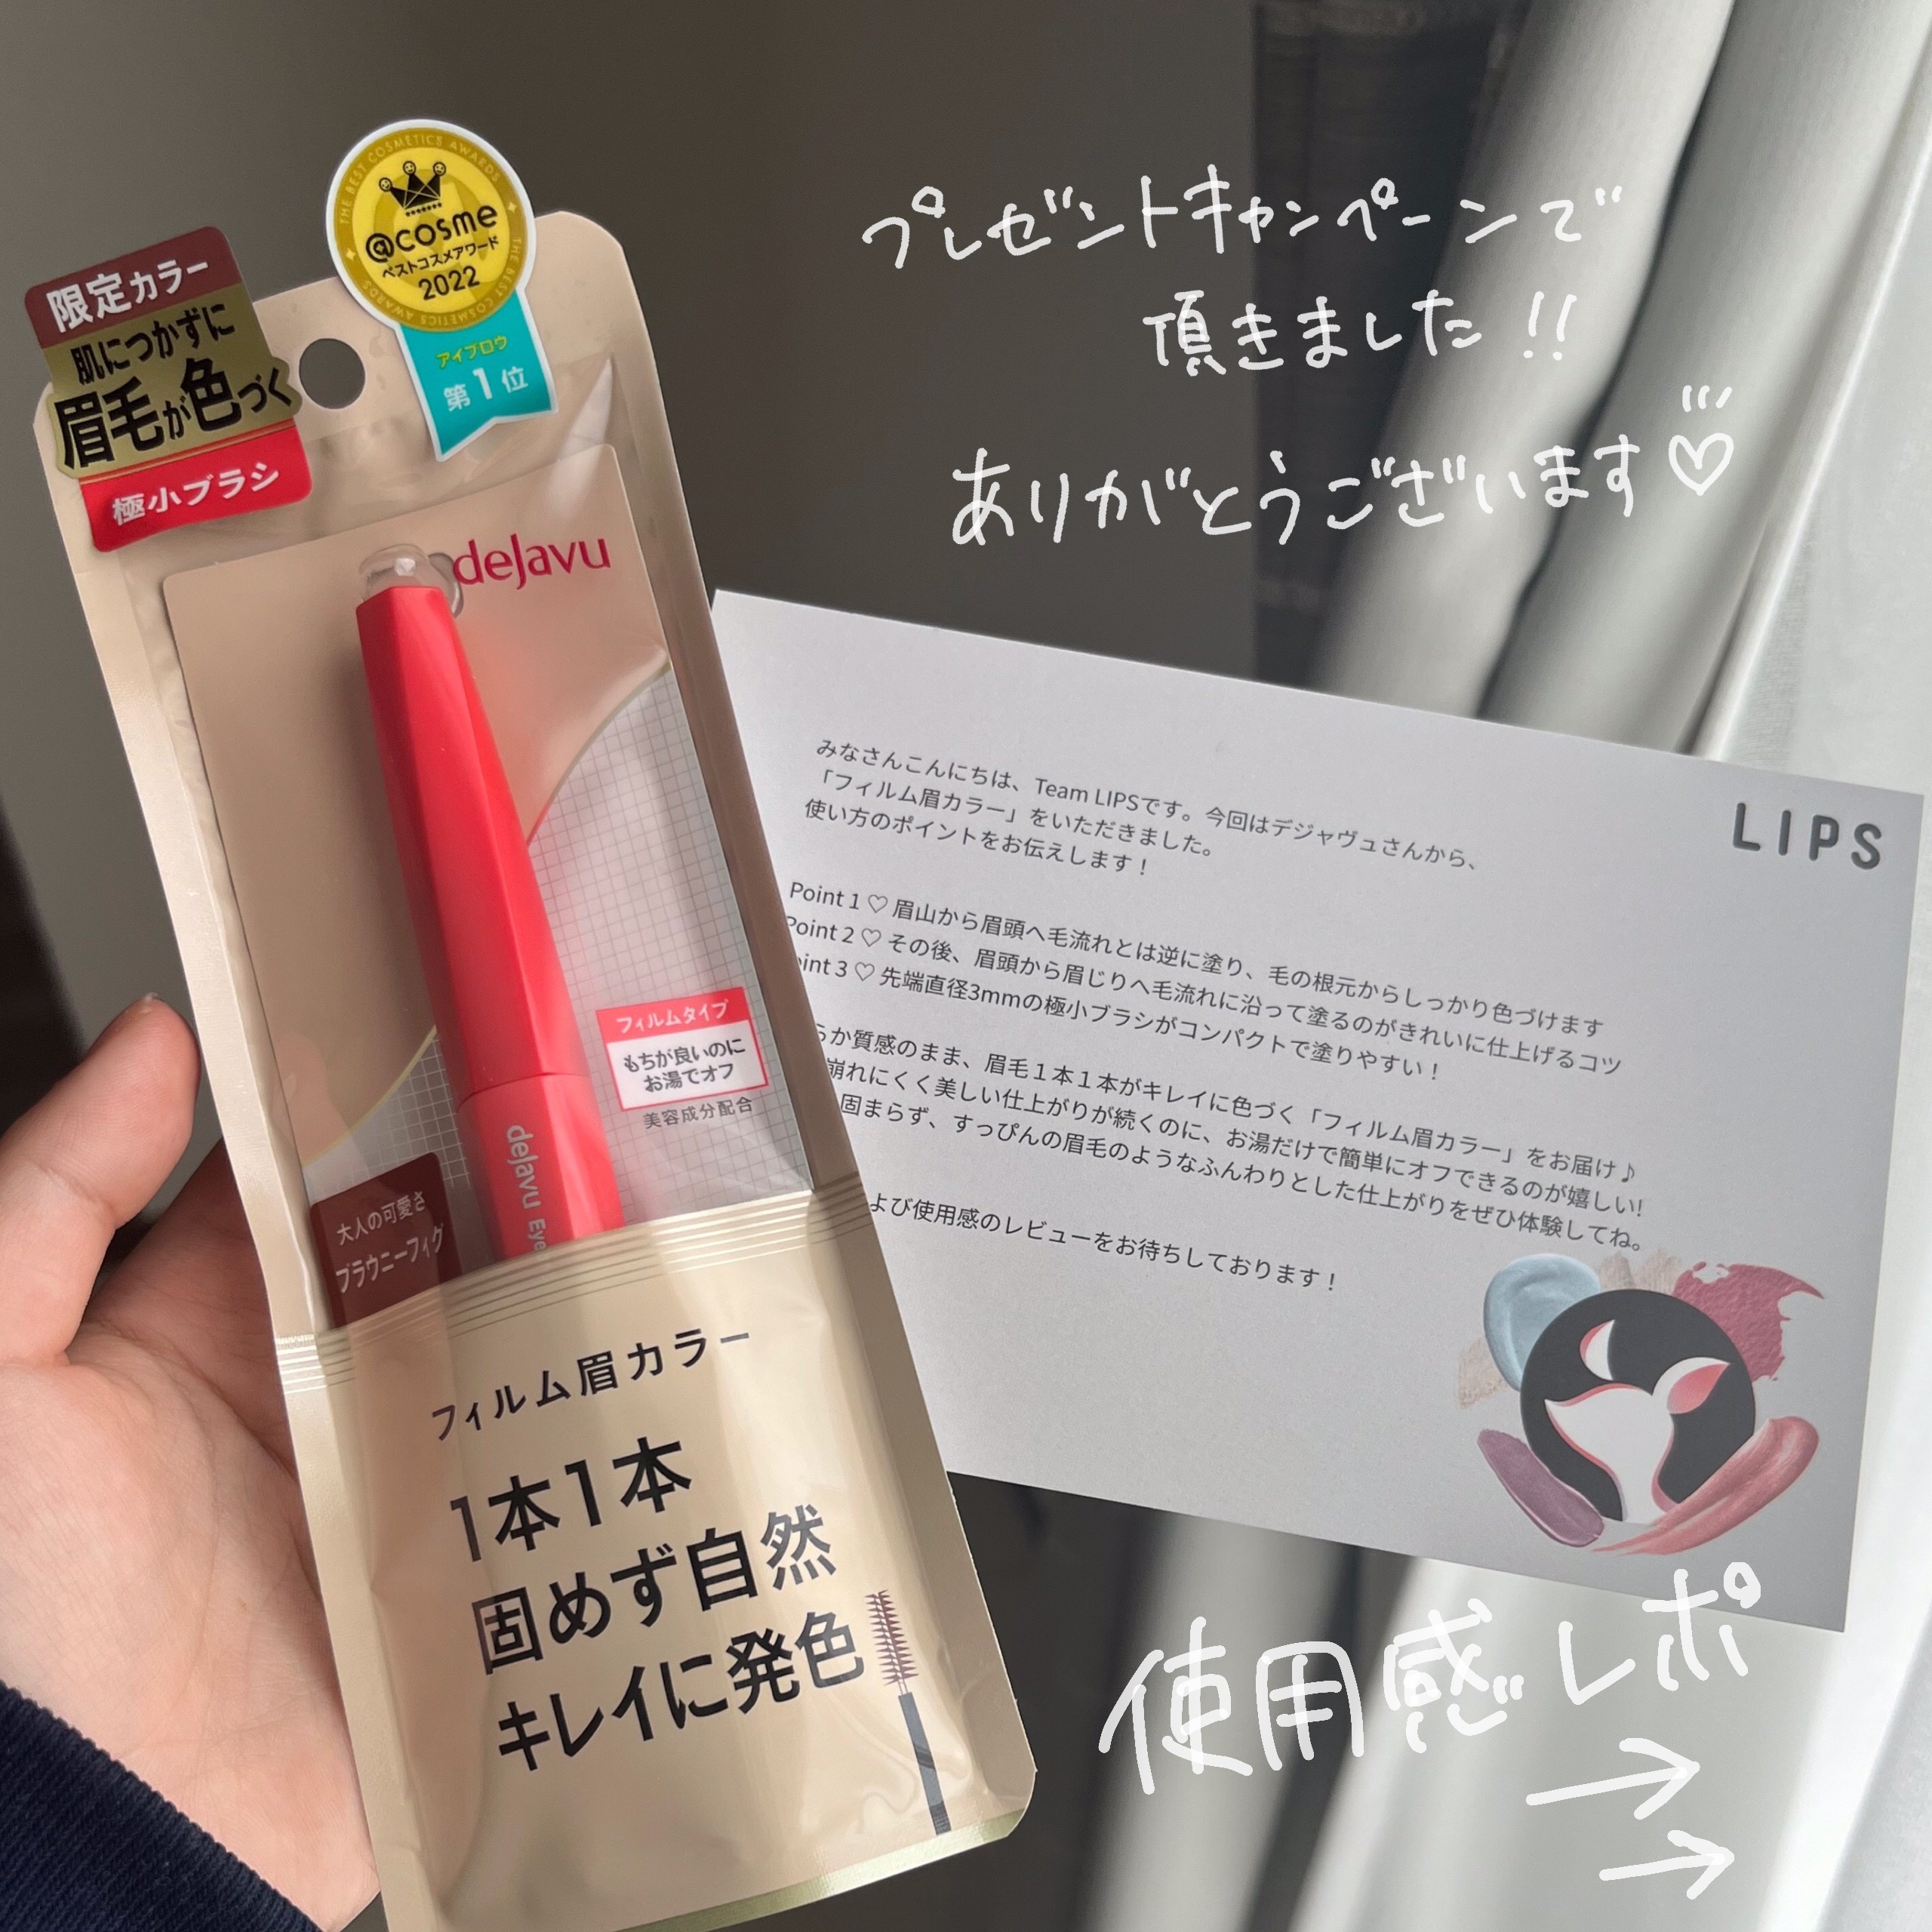 プレゼントキャンペーンで
頂きました!!
ありがとうございます♡
THE BEST COSMETICS AWARDS
@cosme
ベストコスメアワード
2022
THE BEST COSMETICS AWARDS
アイブロウ
第1位
限定カラー
肌につかずに
眉毛が色づく
極小ブラシ
dejavu
フィルムタイプ
もちが良いのに
お湯でオフ
美容成分配合
dejavu Eye
大人の可愛さ
ブラウニーフィグ
フィルム眉カラー
1本1本
固めず自然
キレイに発色
LIPS
みなさんこんにちは、Team LIPSです。今回はデジャヴュさんから、
「フィルム眉カラー」をいただきました。
使い方のポイントをお伝えします！
Point 1 ♡ 眉山から眉頭へ毛流れとは逆に塗り、毛の根元からしっかり色づけます
Point 2 ♡ その後、眉頭から眉じりへ毛流れに沿って塗るのがきれいに仕上げるコツ
int 3 ♡ 先端直径3mmの極小ブラシがコンパクトで塗りやすい！
らか質感のまま、眉毛１本１本がキレイに色づく「フィルム眉カラー」をお届け♪
崩れにくく美しい仕上がりが続くのに、お湯だけで簡単にオフできるのが嬉しい!
固まらず、すっぴんの眉毛のようなふんわりとした仕上がりをぜひ体験してね。
よび使用感のレビューをお待ちしております！
使用感レポ
→
→